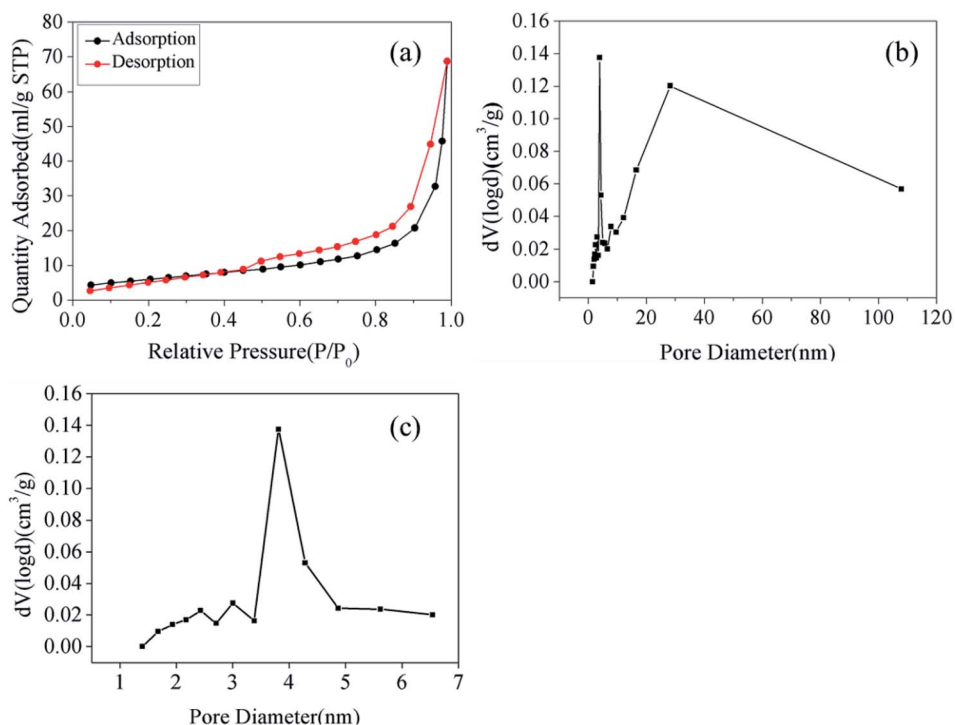 (a)
Adsorption
Desorption
Quantity Adsorbed(ml/g STP)
80
70
60
50
40
30
20
10
0
0.0 0.2 0.4 0.6 0.8 1.0
Relative Pressure(P/P₀)
(b)
dV(logd)(cm³/g)
0.16
0.14
0.12
0.10
0.08
0.06
0.04
0.02
0.00
0 20 40 60 80 100 120
Pore Diameter(nm)
(c)
dV(logd)(cm³/g)
0.16
0.14
0.12
0.10
0.08
0.06
0.04
0.02
0.00
1 2 3 4 5 6 7
Pore Diameter(nm)